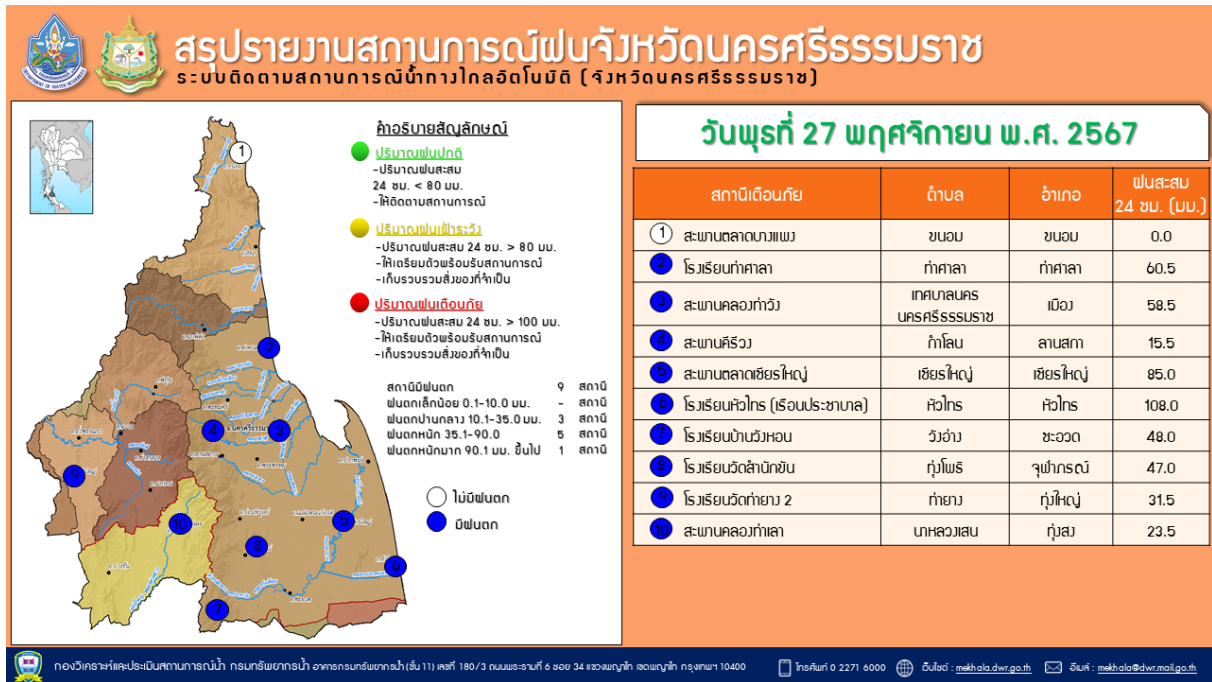 สรุปรายงานสถานการณ์ฝนจังหวัดนครศรีธรรมราช
ระบบติดตามสถานการณ์น้ำทางไกลอัตโนมัติ (จังหวัดนครศรีธรรมราช)
คำอธิบายสัญลักษณ์
ปริมาณฝนปกติ
-ปริมาณฝนสะสม
24 ชม. < 80 มม.
-ให้ติดตามสถานการณ์
ปริมาณฝนเฝ้าระวัง
-ปริมาณฝนสะสม 24 ชม. > 80 มม.
-ให้เตรียมตัวพร้อมรับสถานการณ์
-เก็บรวบรวมสิ่งของที่จำเป็น
ปริมาณฝนเตือนภัย
-ปริมาณฝนสะสม 24 ชม. > 100 มม.
-ให้เตรียมตัวพร้อมรับสถานการณ์
-เก็บรวบรวมสิ่งของที่จำเป็น
สถานีมีฝนตก 9 สถานี
ฝนตกเล็กน้อย 0.1-10.0 มม. - สถานี
ฝนตกปานกลาง 10.1-35.0 มม. 3 สถานี
ฝนตกหนัก 35.1-90.0 5 สถานี
ฝนตกหนักมาก 90.1 มม. ขึ้นไป 1 สถานี
ไม่มีฝนตก
มีฝนตก
1
2
4
3
9
10
5
8
6
7
วันพุธที่ 27 พฤศจิกายน พ.ศ. 2567
สถานีเตือนภัย ตำบล อำเภอ ฝนสะสม
24 ชม. (มม.)
1 สะพานตลาดบางแพง ขนอม ขนอม 0.0
2 โรงเรียนท่าศาลา ท่าศาลา ท่าศาลา 60.5
3 สะพานคลองท่าวัง เทศบาลนคร
นครศรีธรรมราช เมือง 58.5
4 สะพานคีรีวง กำโลน ลานสกา 15.5
5 สะพานตลาดเชียรใหญ่ เชียรใหญ่ เชียรใหญ่ 85.0
6 โรงเรียนหัวไทร (เรือนประชาบาล) หัวไทร หัวไทร 108.0
7 โรงเรียนบ้านวังหอน วังอ่าง ชะอวด 48.0
8 โรงเรียนวัดสำนักขัน ทุ่งโพธิ จุฬาภรณ์ 47.0
9 โรงเรียนวัดท่ายาง 2 ท่ายาง ทุ่งใหญ่ 31.5
10 สะพานคลองท่าเลา นาหลวงเสน ทุ่งสง 23.5
กองวิเคราะห์และประเมินสถานการณ์น้ำ กรมทรัพยากรน้ำ อาคารกรมทรัพยากรน้ำ (ชั้น 11) เลขที่ 180/3 ถนนพระรามที่ 6 ซอย 34 แขวงพญาไท เขตพญาไท กรุงเทพฯ 10400 โทรศัพท์ 0 2271 6000 เว็บไซต์ : mekhala.dwr.go.th อีเมล์ : mekhala@dwr.mail.go.th